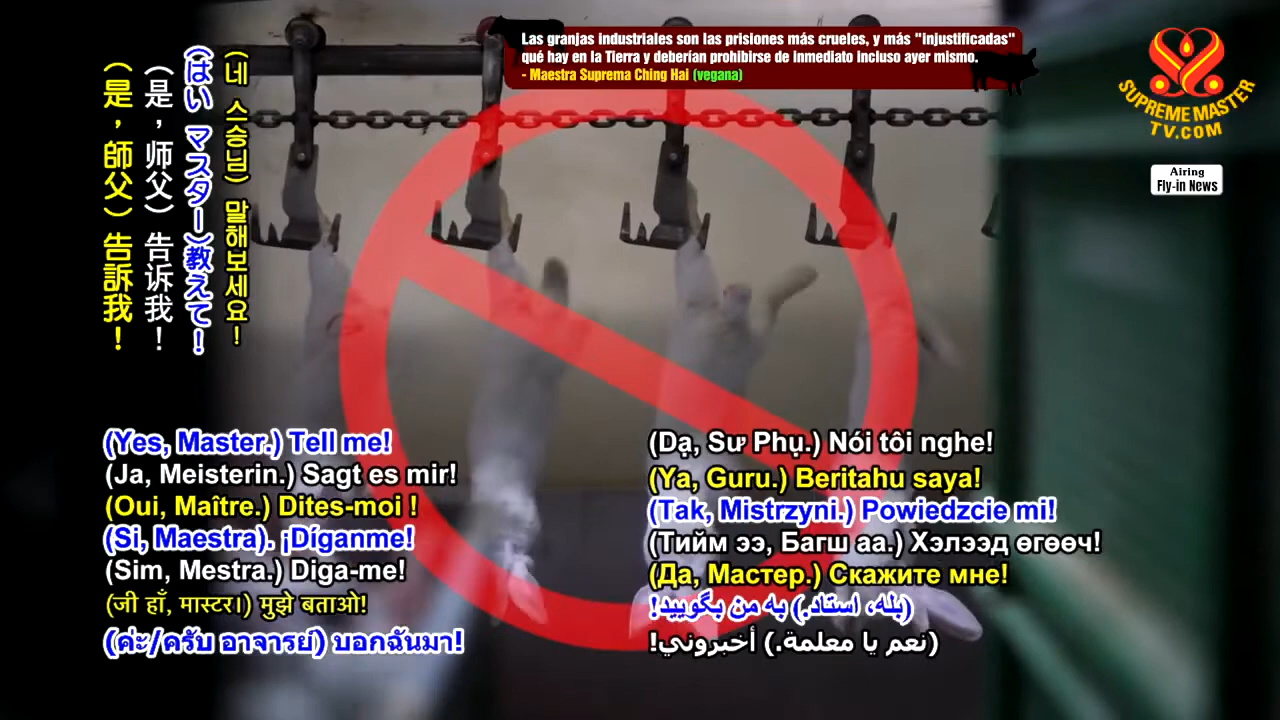 Las granjas industriales son las prisiones más crueles, y más "injustificadas"
qué hay en la Tierra y deberían prohibirse de inmediato incluso ayer mismo.
- Maestra Suprema Ching Hai (vegana)
SUPREME MASTER
TV.COM
Airing
Fly-in News
(네 스승님) 말해보세요!
(はい マスター)教えて!
(是，师父) 告诉我!
(是，師父) 告訴我!
(Yes, Master.) Tell me!
(Ja, Meisterin.) Sagt es mir!
(Oui, Maître.) Dites-moi !
(Si, Maestra). ¡Díganme!
(Sim, Mestra.) Diga-me!
(जी हाँ, मास्टर।) मुझे बताओ!
(ค่ะ/ครับ อาจารย์) บอกฉันมา!
(Dạ, Sư Phụ.) Nói tôi nghe!
(Ya, Guru.) Beritahu saya!
(Tak, Mistrzyni.) Powiedzcie mi!
(Тийм ээ, Багш аа.) Хэлээд өгөөч!
(Да, Мастер.) Скажите мне!
(بله، استاد.) به من بگویید!
(نعم يا معلمة.) أخبروني!